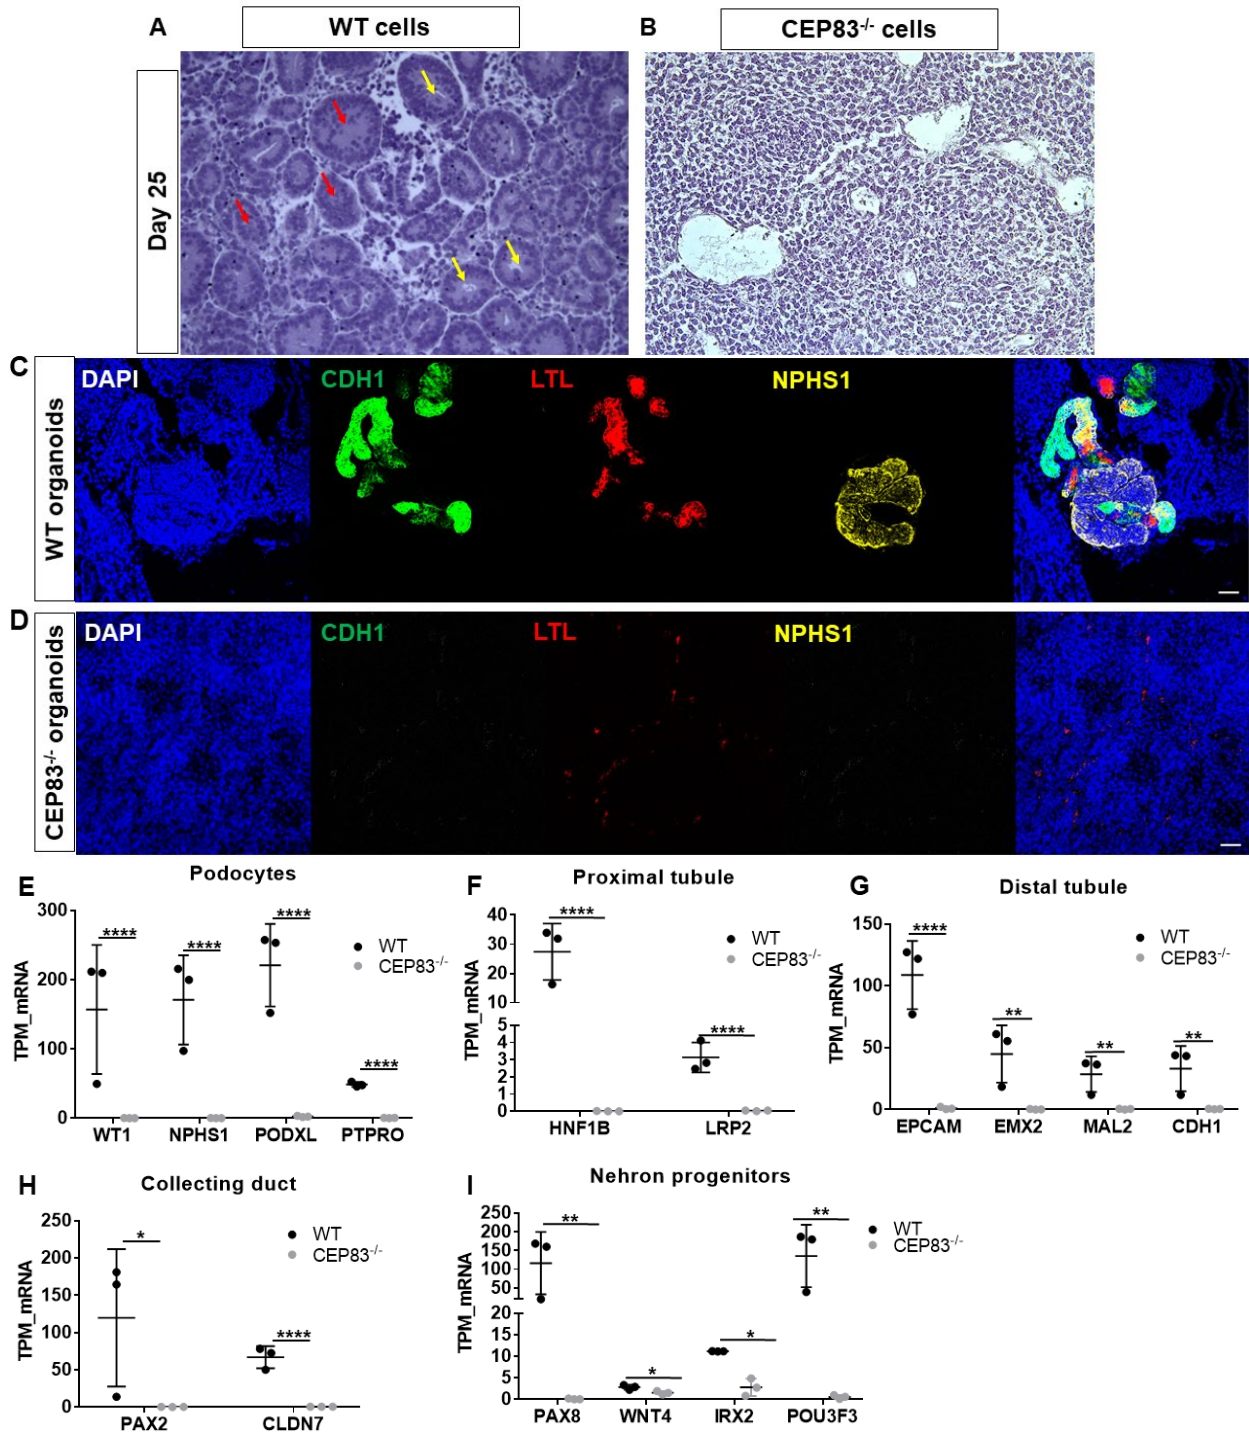 A
WT cells
B
CEP83-/- cells
Day 25
C
WT organoids
DAPI
CDH1
LTL
NPHS1
D
CEP83-/- organoids
DAPI
CDH1
LTL
NPHS1
E
Podocytes
TPM_mRNA
300
200
100
0
****
****
****
****
WT
CEP83-/-
WT1
NPHS1
PODXL
PTPRO
F
Proximal tubule
TPM_mRNA
40
30
20
10
5
4
3
2
1
0
****
****
WT
CEP83-/-
HNF1B
LRP2
G
Distal tubule
TPM_mRNA
150
100
50
0
****
**
**
**
WT
CEP83-/-
EPCAM
EMX2
MAL2
CDH1
H
Collecting duct
TPM_mRNA
250
200
150
100
50
0
*
****
WT
CEP83-/-
PAX2
CLDN7
I
Nehron progenitors
TPM_mRNA
250
200
150
100
50
20
15
10
5
0
**
*
*
**
WT
CEP83-/-
PAX8
WNT4
IRX2
POU3F3